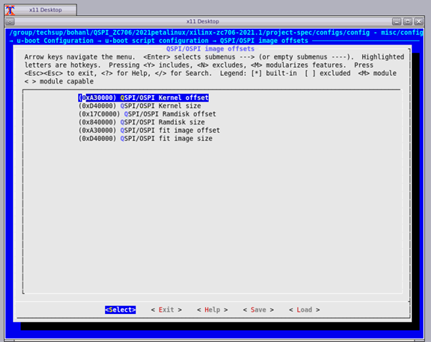 x11 Desktop
x11 Desktop
/group/techsup/bohanl/QSPI_ZC706/2021petalinux/xilinx-zc706-2021.1/project-spec/configs/config - misc/config
→ u-boot Configuration → u-boot script configuration → QSPI/OSPI image offsets
QSPI/OSPI image offsets
Arrow keys navigate the menu. <Enter> selects submenus ---> (or empty submenus ----). Highlighted
letters are hotkeys. Pressing <Y> includes, <N> excludes, <M> modularizes features. Press
<Esc><Esc> to exit, <?> for Help, </> for Search. Legend: [*] built-in [ ] excluded <M> module
< > module capable
(0xA30000) QSPI/OSPI Kernel offset
(0xD40000) QSPI/OSPI Kernel size
(0x17C0000) QSPI/OSPI Ramdisk offset
(0x840000) QSPI/OSPI Ramdisk size
(0xA30000) QSPI/OSPI fit image offset
(0xD40000) QSPI/OSPI fit image size
<Select> < Exit > < Help > < Save > < Load >